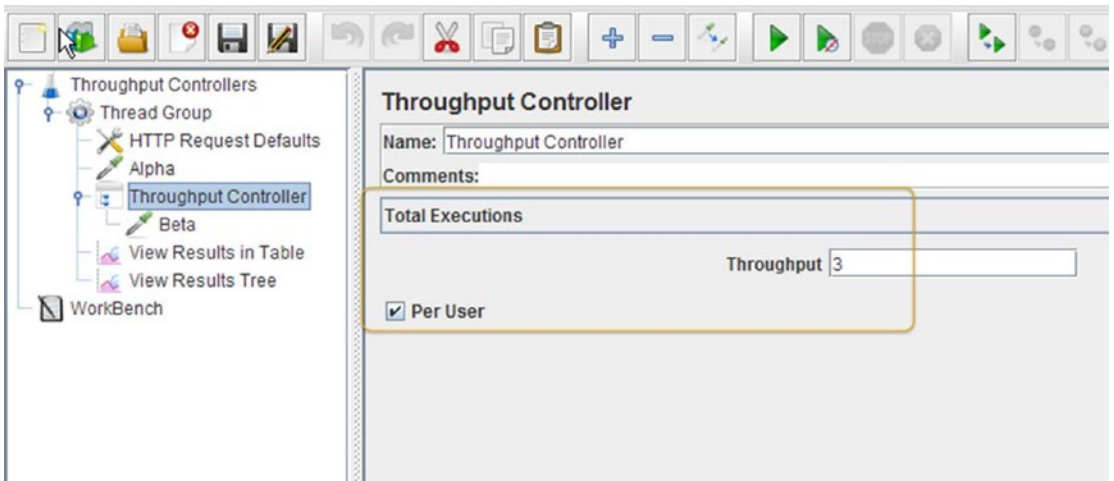 STOP
Throughput Controllers
Thread Group
HTTP Request Defaults
Alpha
Throughput Controller
Beta
View Results in Table
View Results Tree
WorkBench
Throughput Controller
Name: Throughput Controller
Comments:
Total Executions
Throughput 3
Per User